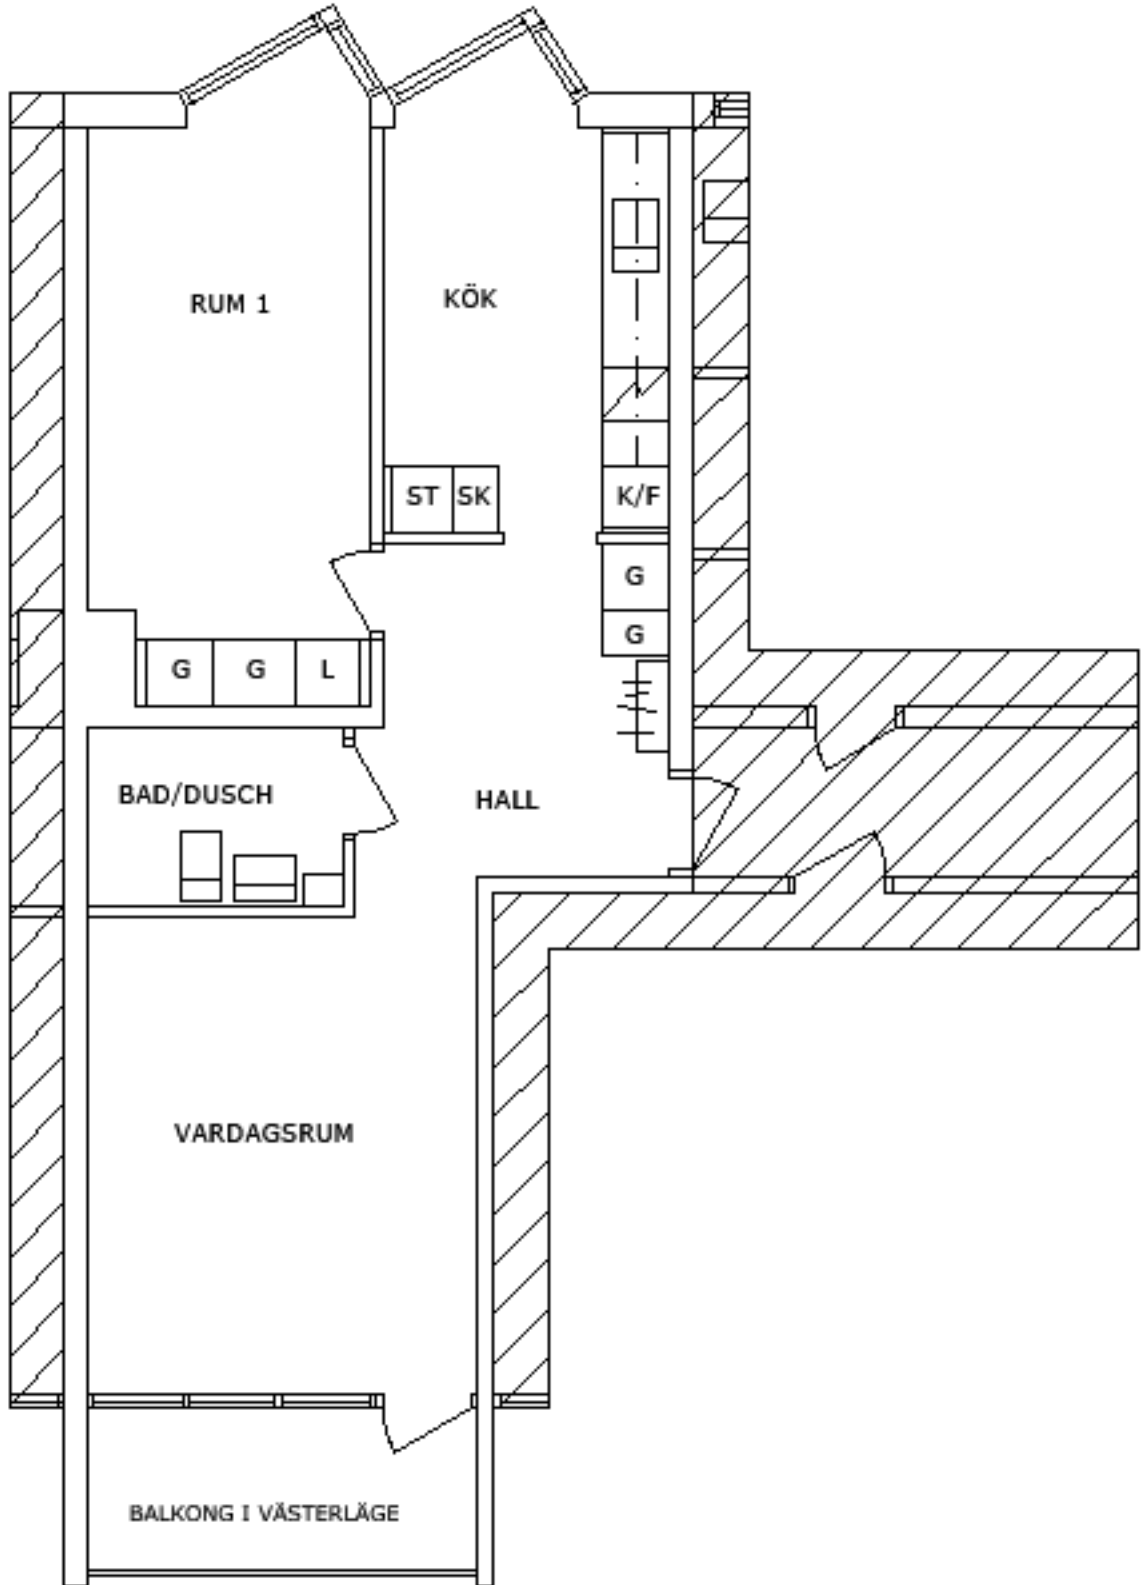 RUM 1
KÖK
ST SK
K/F
G
G
G G L
BAD/DUSCH
HALL
VARDAGSRUM
BALKONG I VÄSTERLÄGE